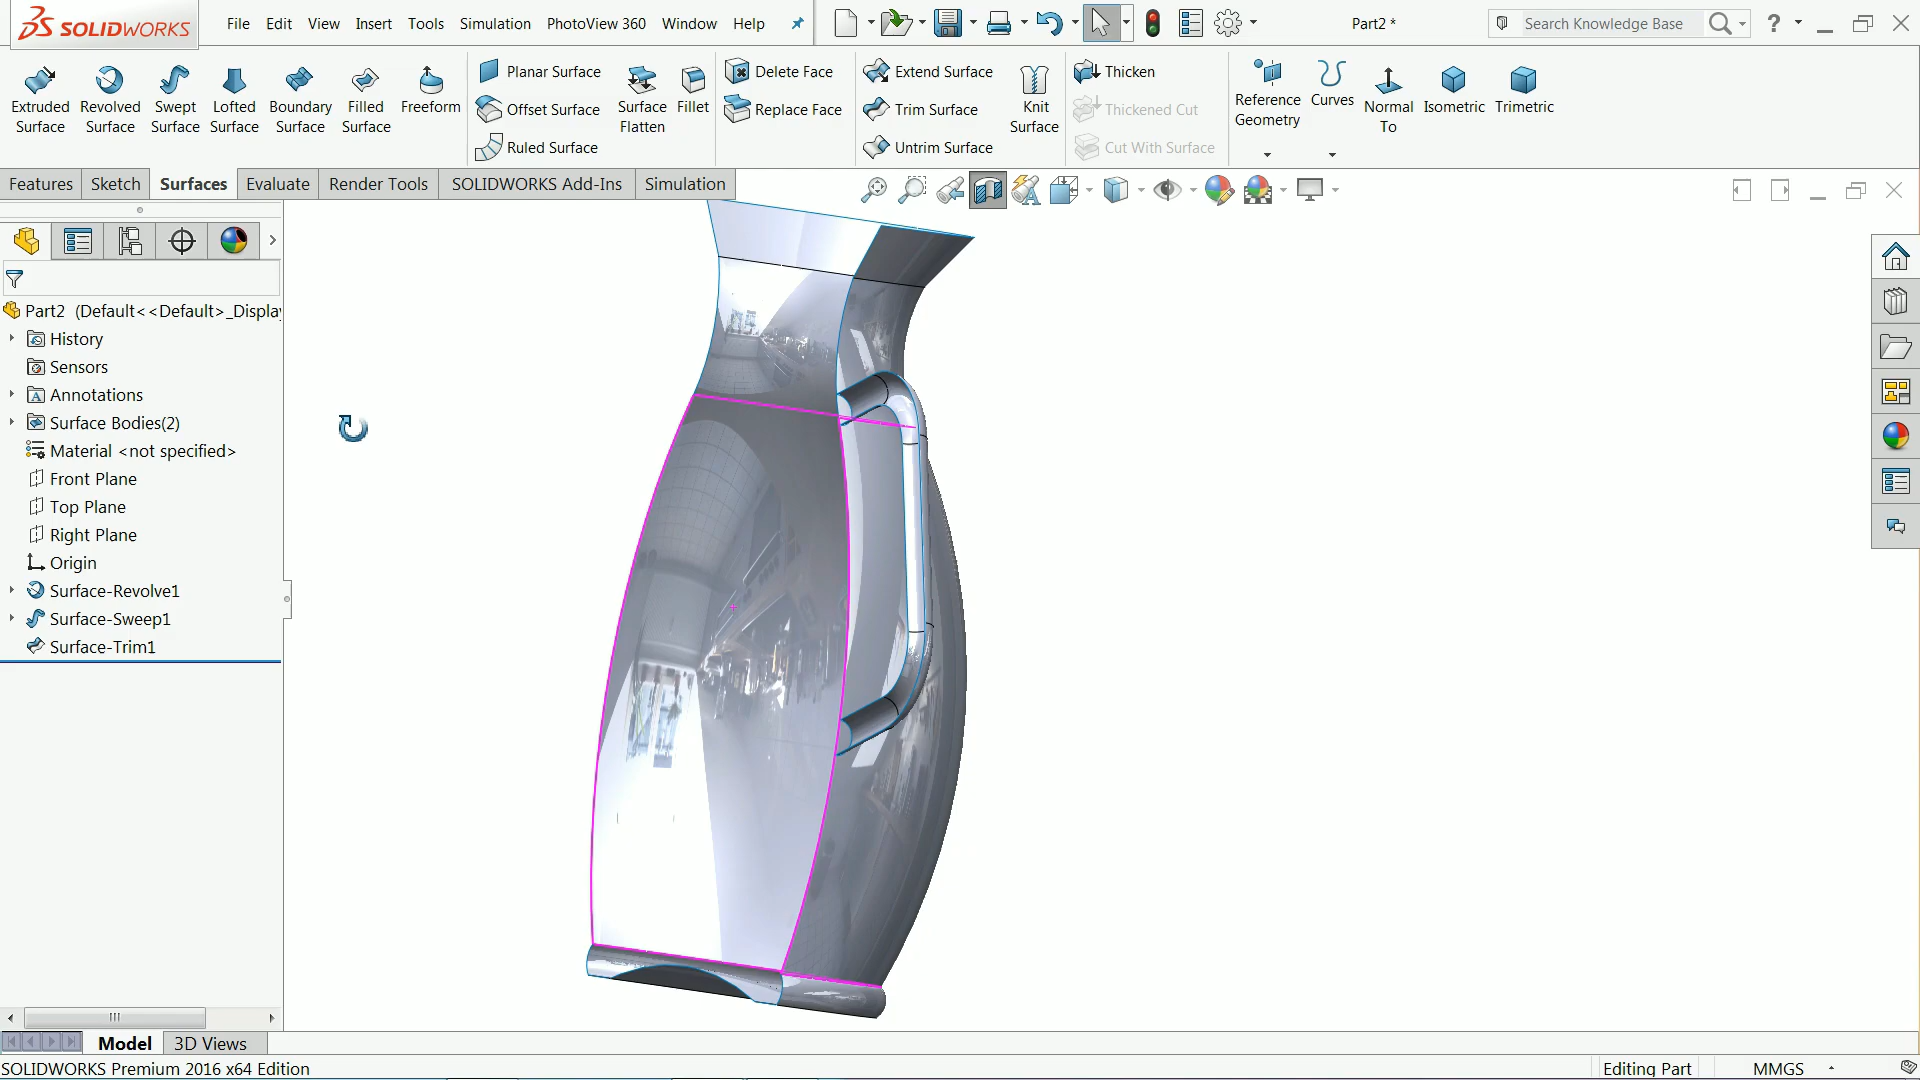 SOLIDWORKS
File Edit View Insert Tools Simulation PhotoView 360 Window Help
Part2 *
Search Knowledge Base
?
Extruded Surface
Revolved Surface
Swept Surface
Lofted Surface
Boundary Surface
Filled Surface
Freeform
Planar Surface
Offset Surface
Ruled Surface
Surface Flatten
Fillet
Delete Face
Replace Face
Extend Surface
Trim Surface
Untrim Surface
Knit Surface
Thicken
Thickened Cut
Cut With Surface
Reference Geometry
Curves
Normal To
Isometric
Trimetric
Features Sketch Surfaces Evaluate Render Tools SOLIDWORKS Add-Ins Simulation
Part2 (Default<<Default>_Displa
History
Sensors
Annotations
Surface Bodies(2)
Material <not specified>
Front Plane
Top Plane
Right Plane
Origin
Surface-Revolve1
Surface-Sweep1
Surface-Trim1
Model 3D Views
SOLIDWORKS Premium 2016 x64 Edition
Editing Part
MMGS